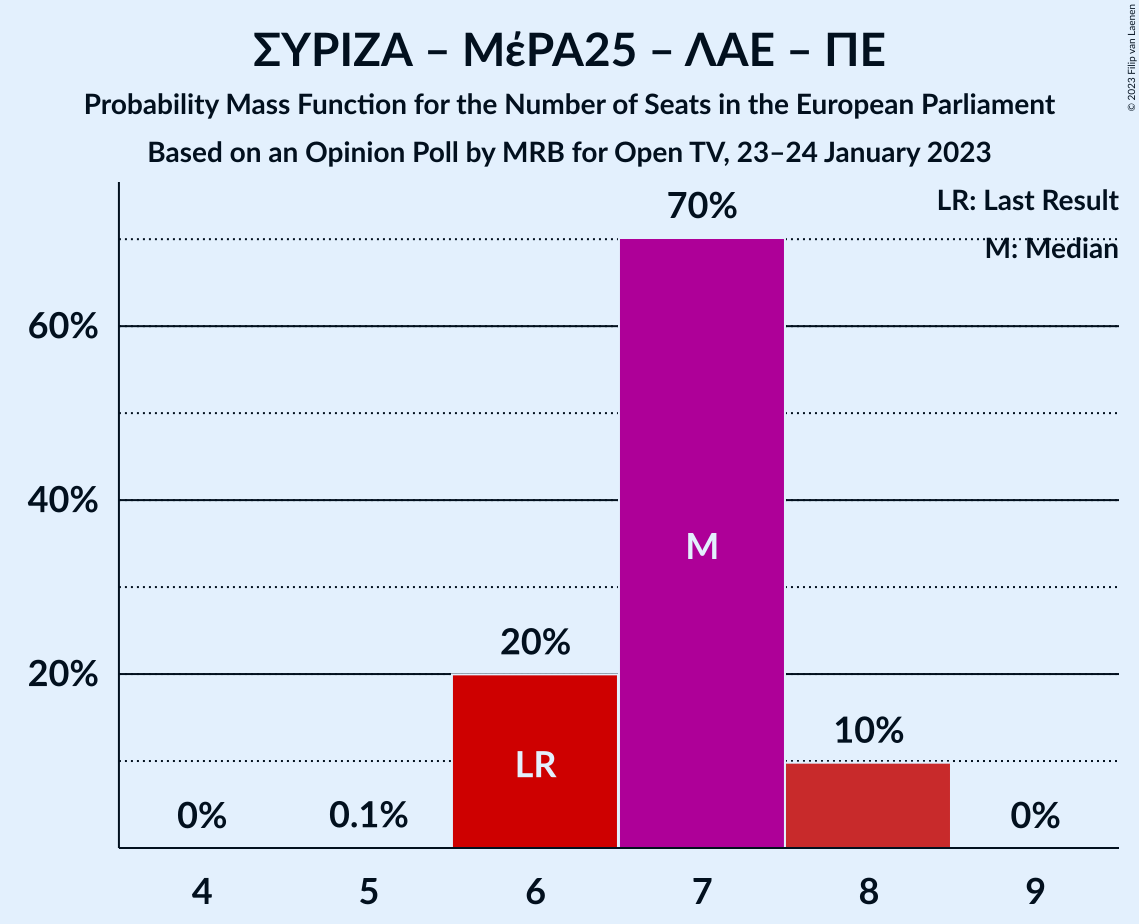 ΣΥΡΙΖΑ – ΜέΡΑ25 – ΛΑΕ – ΠΕ
Probability Mass Function for the Number of Seats in the European Parliament
Based on an Opinion Poll by MRB for Open TV, 23–24 January 2023
© 2023 Filip van Laenen
LR: Last Result
M: Median
70%
60%
40%
M
20%
20%
10%
LR
0%
0.1%
0%
4 5 6 7 8 9